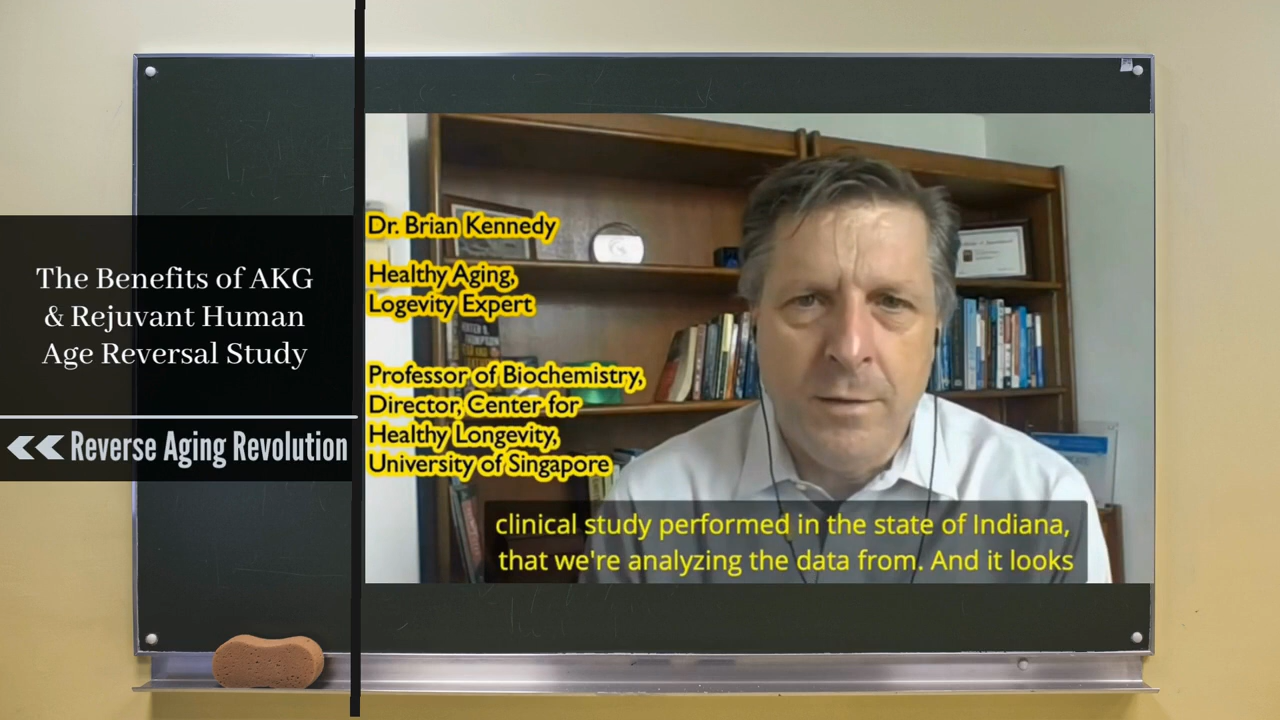 The Benefits of AKG
& Rejuvant Human
Age Reversal Study
Reverse Aging Revolution
Dr. Brian Kennedy
Healthy Aging,
Logevity Expert
Professor of Biochemistry,
Director, Center for
Healthy Longevity,
University of Singapore
clinical study performed in the state of Indiana,
that we're analyzing the data from. And it looks